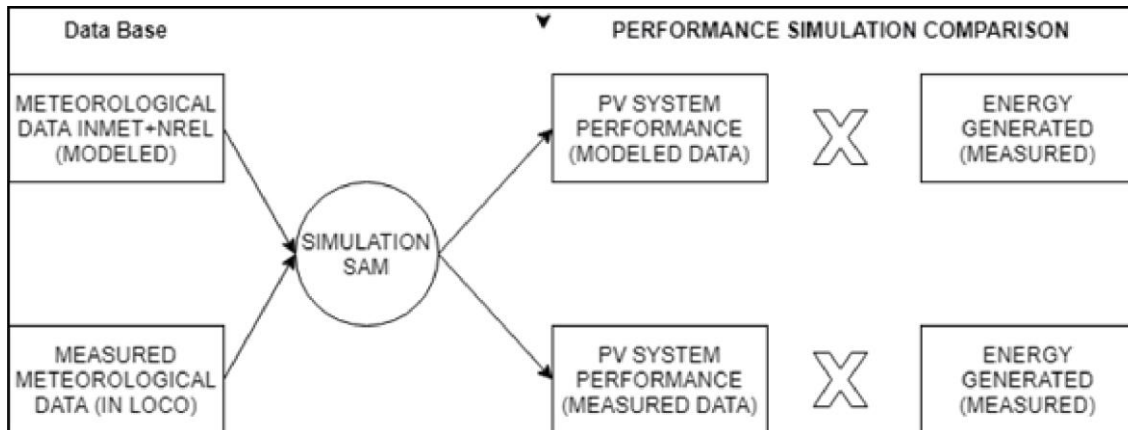 Data Base
PERFORMANCE SIMULATION COMPARISON
METEOROLOGICAL
DATA INMET+NREL
(MODELED)
PV SYSTEM
PERFORMANCE
(MODELED DATA)
X
ENERGY
GENERATED
(MEASURED)
SIMULATION
SAM
MEASURED
METEOROLOGICAL
DATA (IN LOCO)
PV SYSTEM
PERFORMANCE
(MEASURED DATA)
X
ENERGY
GENERATED
(MEASURED)